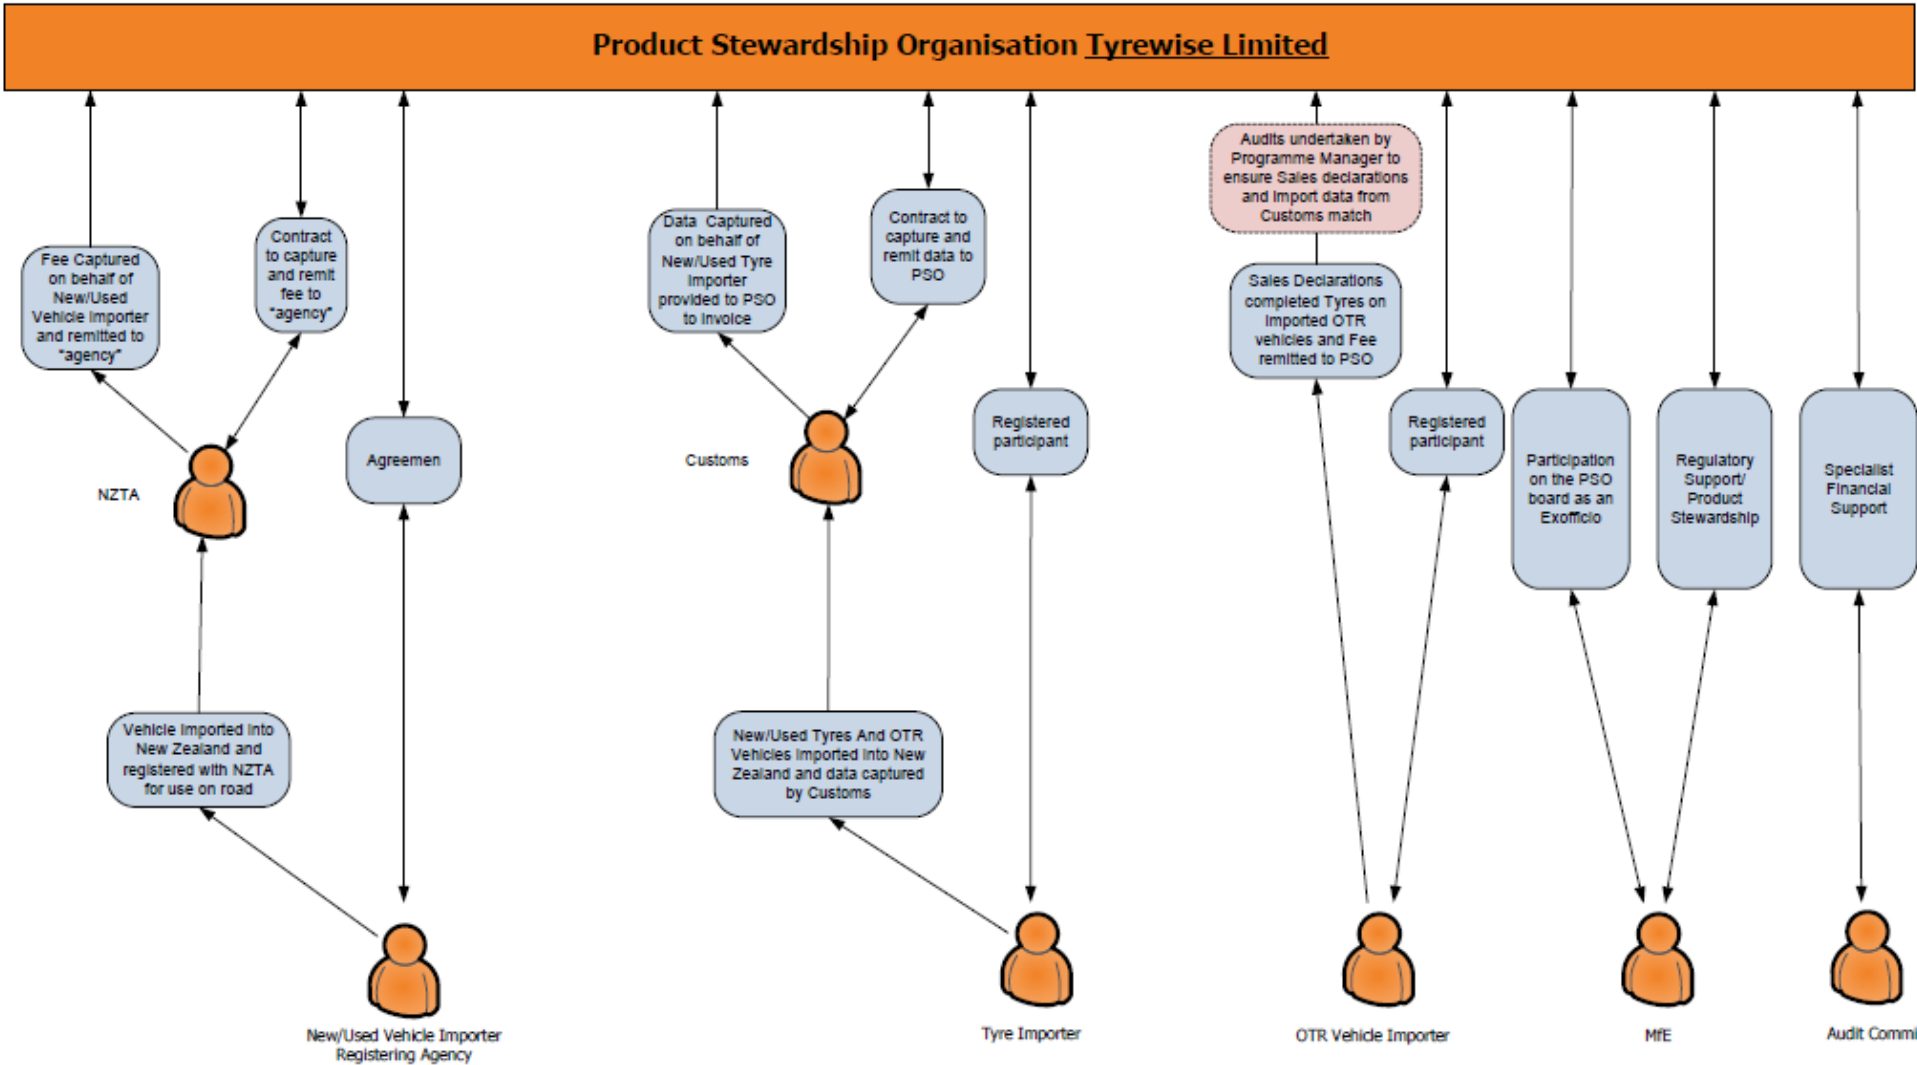 Product Stewardship Organisation Tyrewise Limited
Fee Captured
on behalf of
New/Used
Vehicle Importer
and remitted to
"agency"
Contract
to capture
and remit
fee to
"agency"
Agreemen
NZTA
Vehicle Imported into
New Zealand and
registered with NZTA
for use on road
New/Used Vehicle Importer
Registering Agency
Data Captured
on behalf of
New/Used Tyre
Importer
provided to PSO
to Invoice
Contract to
capture and
remit data to
PSO
Customs
Registered
participant
New/Used Tyres And OTR
Vehicles Imported Into New
Zealand and data captured
by Customs
Tyre Importer
Audits undertaken by
Programme Manager to
ensure Sales declarations
and Import data from
Customs match
Sales Declarations
completed Tyres on
Imported OTR
vehicles and Fee
remitted to PSO
Registered
participant
OTR Vehicle Importer
Participation
on the PSO
board as an
Exofficio
Regulatory
Support/
Product
Stewardship
MfE
Specialist
Financial
Support
Audit Commi